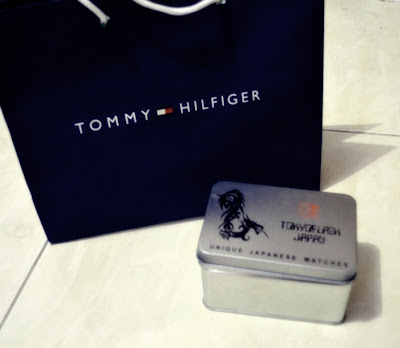 TOMMY HILFIGER
TOKYOFLASH
JAPAN
UNIQUE JAPANESE WATCHES